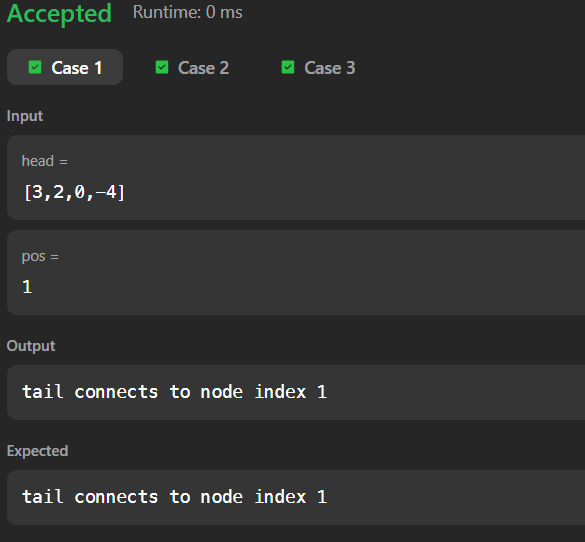 Accepted Runtime: 0 ms
Case 1 Case 2 Case 3
Input
head =
[3,2,0,-4]
pos =
1
Output
tail connects to node index 1
Expected
tail connects to node index 1